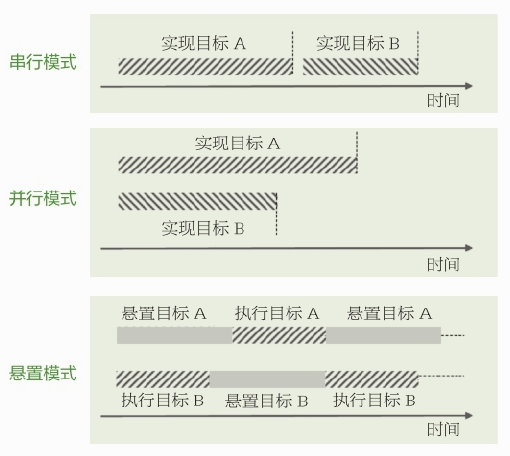 串行模式
实现目标 A
实现目标 B
时间
并行模式
实现目标 A
实现目标 B
时间
悬置模式
悬置目标 A 执行目标 A 悬置目标 A
执行目标 B 悬置目标 B 执行目标 B
时间